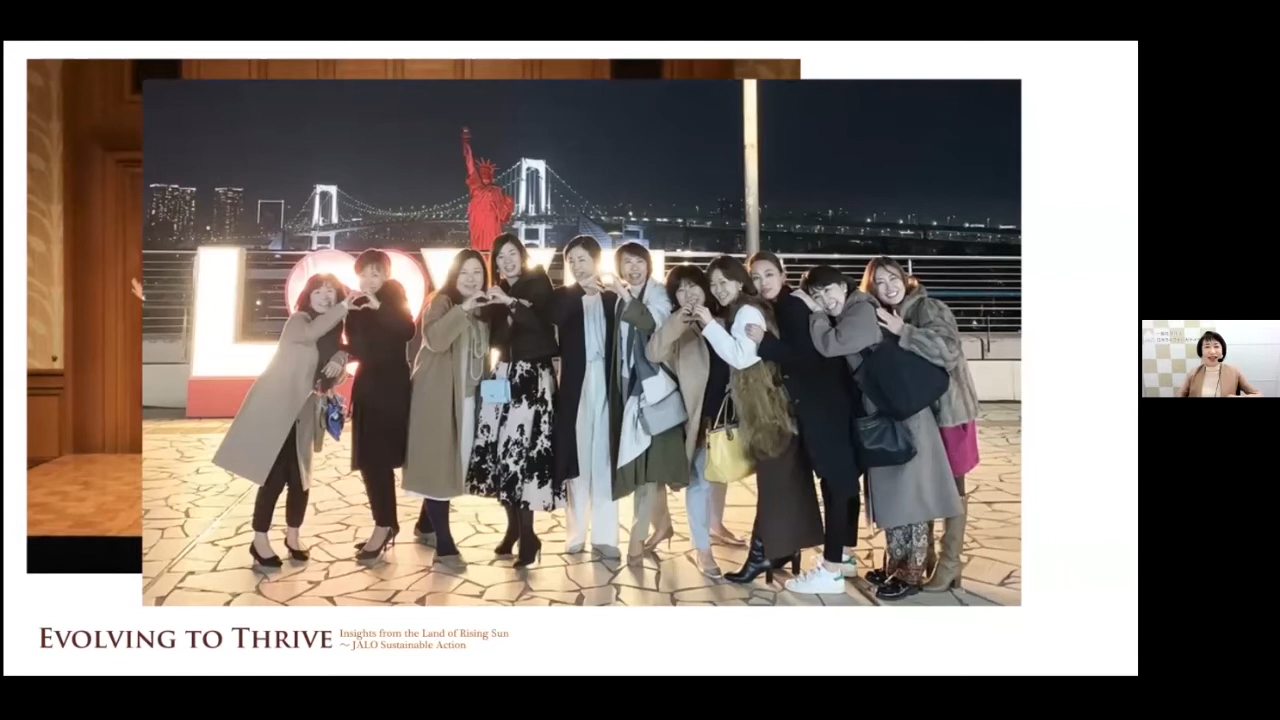 EVOLVING TO THRIVE
Insights from the Land of Rising Sun
～JALO Sustainable Action